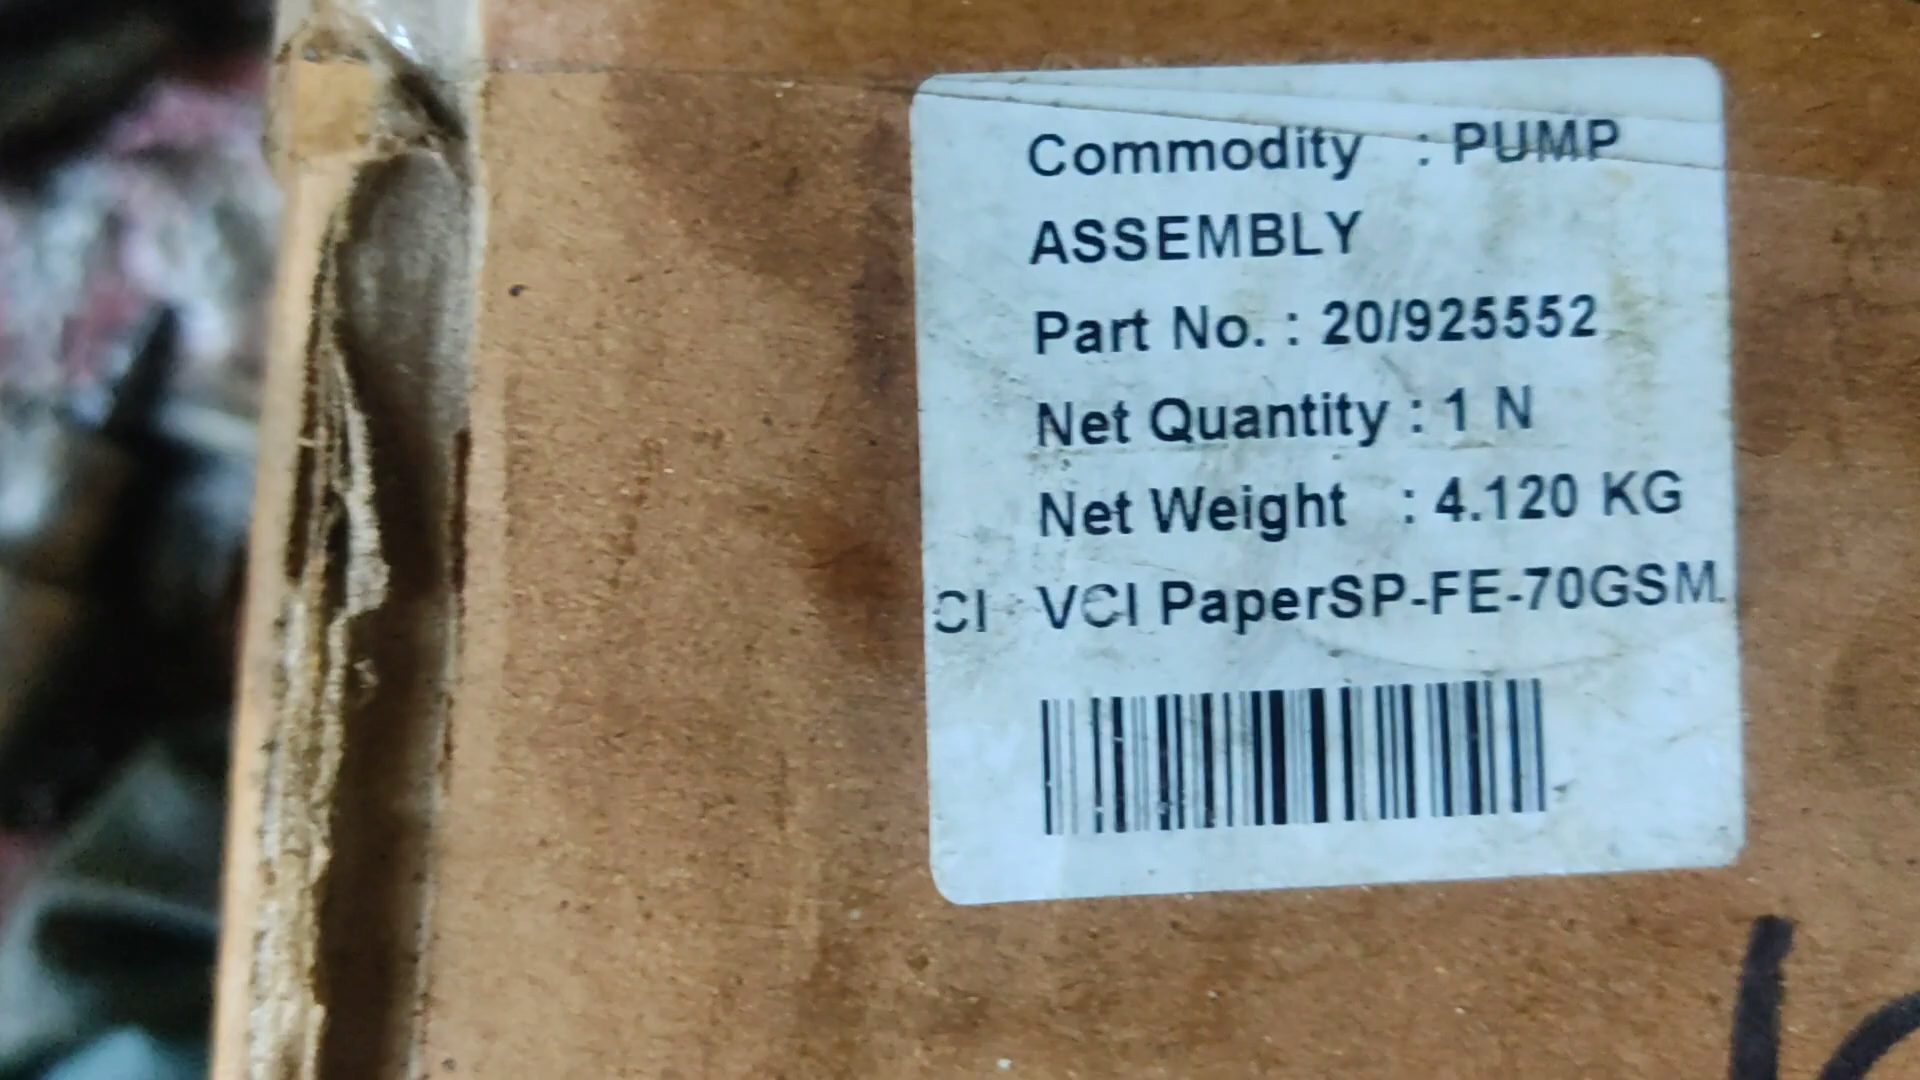 Commodity : PUMP
ASSEMBLY
Part No. : 20/925552
Net Quantity : 1 N
Net Weight : 4.120 KG
CI VCI PaperSP-FE-70GSM.